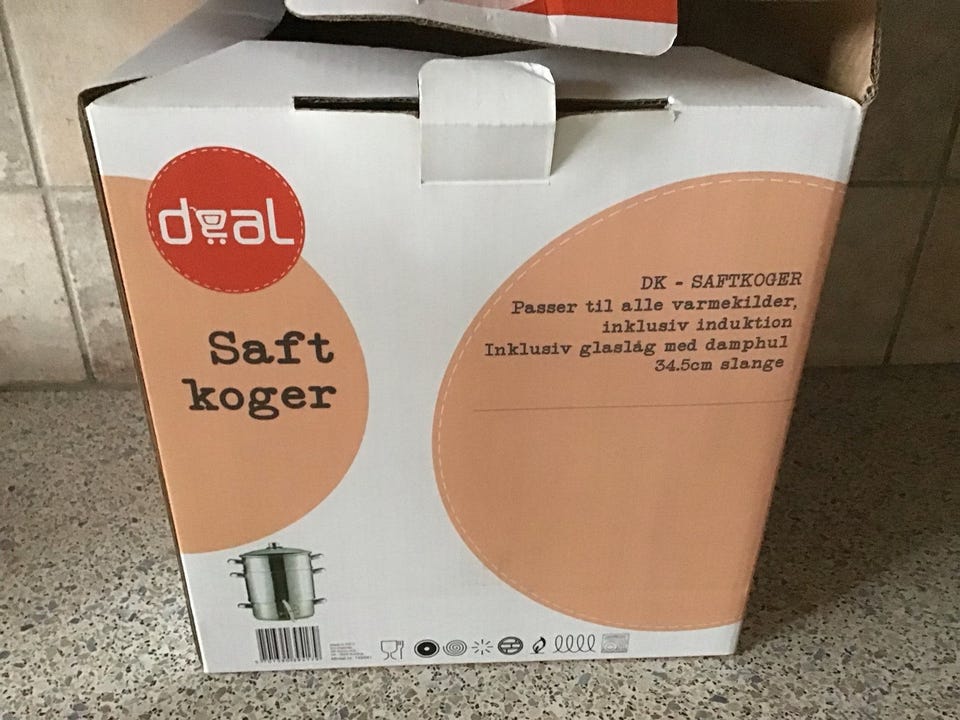 deal
Saft
koger
DK - SAFTKOGER
Passer til alle varmekilder,
inklusiv induktion
Inklusiv glaslåg med damphul
34.5cm slange